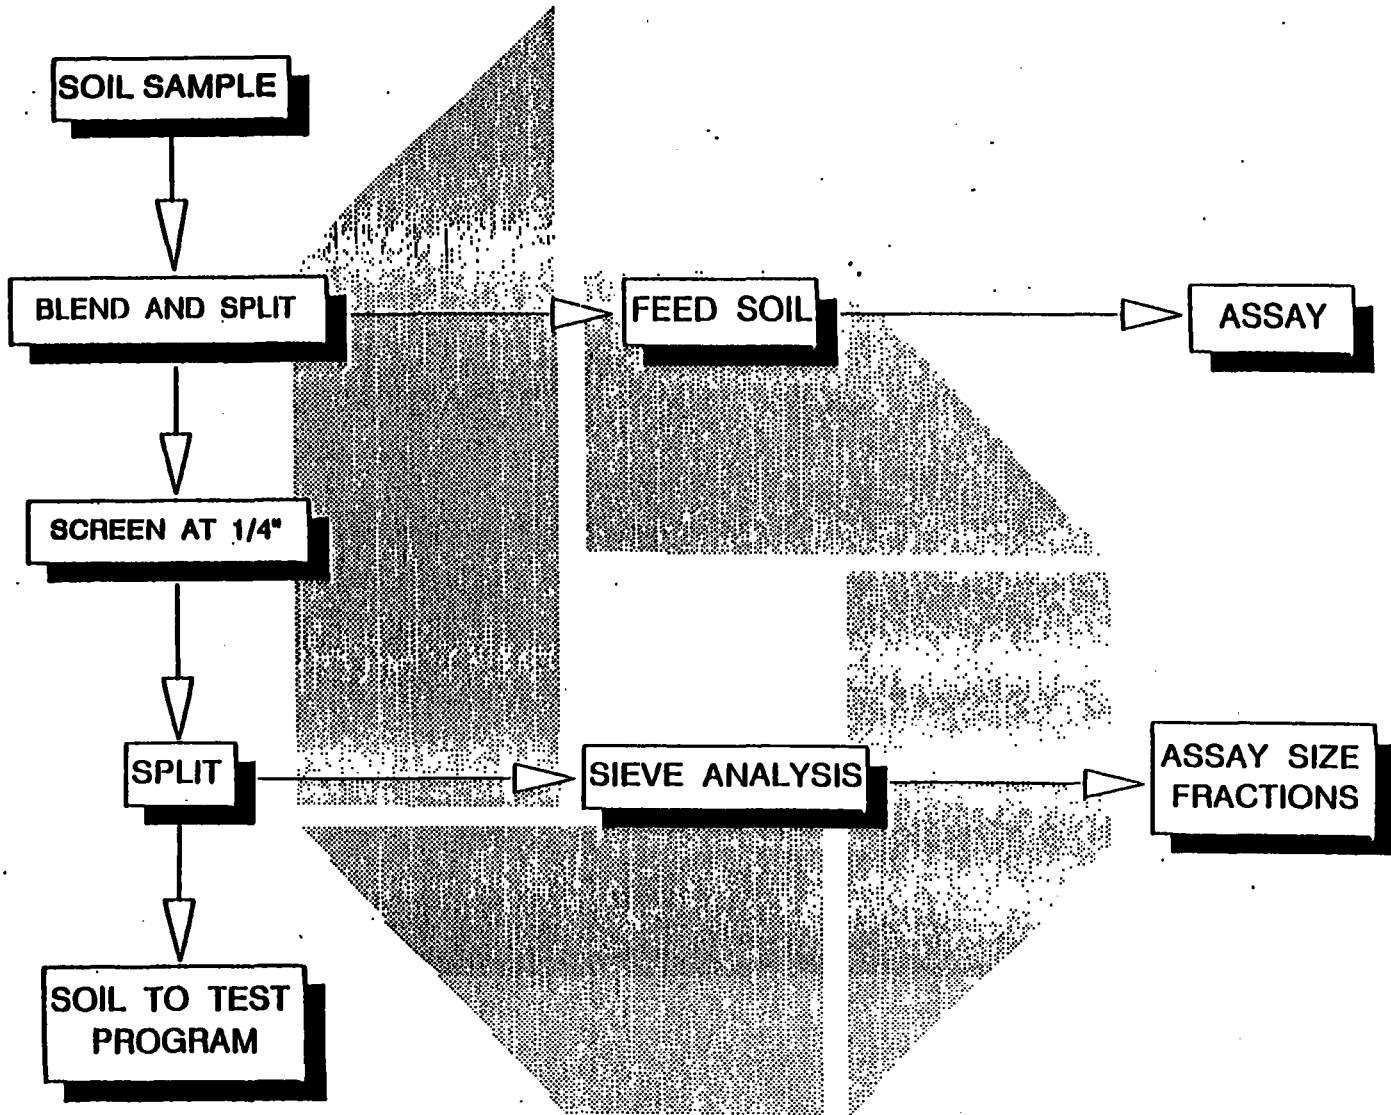 SOIL SAMPLE
BLEND AND SPLIT
FEED SOIL
ASSAY
SCREEN AT 1/4"
SPLIT
SIEVE ANALYSIS
ASSAY SIZE
FRACTIONS
SOIL TO TEST
PROGRAM